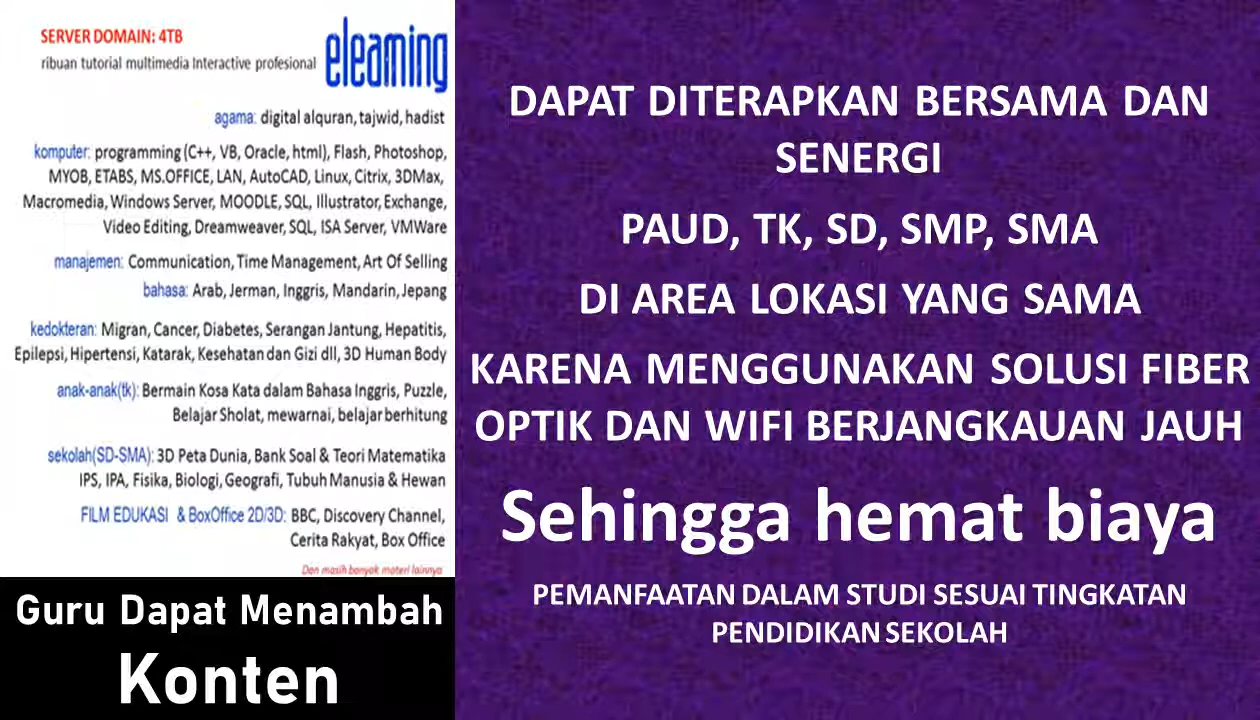 SERVER DOMAIN: 4TB
ribuan tutorial multimedia Interactive profesional
elearning
agama: digital alquran, tajwid, hadist
komputer: programming (C++, VB, Oracle, html), Flash, Photoshop,
MYOB, ETABS, MS.OFFICE, LAN, AutoCAD, Linux, Citrix, 3DMax,
Macromedia, Windows Server, MOODLE, SQL, Illustrator, Exchange,
Video Editing, Dreamweaver, SQL, ISA Server, VMWare
manajemen: Communication, Time Management, Art Of Selling
bahasa: Arab, Jerman, Inggris, Mandarin, Jepang
kedokteran: Migran, Cancer, Diabetes, Serangan Jantung, Hepatitis,
Epilepsi, Hipertensi, Katarak, Kesehatan dan Gizi dll, 3D Human Body
anak-anak(tk): Bermain Kosa Kata dalam Bahasa Inggris, Puzzle,
Belajar Sholat, mewarnai, belajar berhitung
sekolah(SD-SMA): 3D Peta Dunia, Bank Soal & Teori Matematika
IPS, IPA, Fisika, Biologi, Geografi, Tubuh Manusia & Hewan
FILM EDUKASI & BoxOffice 2D/3D: BBC, Discovery Channel,
Cerita Rakyat, Box Office
Dan masih banyak materi lainnya
Guru Dapat Menambah
Konten
DAPAT DITERAPKAN BERSAMA DAN
SENERGI
PAUD, TK, SD, SMP, SMA
DI AREA LOKASI YANG SAMA
KARENA MENGGUNAKAN SOLUSI FIBER
OPTIK DAN WIFI BERJANGKAUAN JAUH
Sehingga hemat biaya
PEMANFAATAN DALAM STUDI SESUAI TINGKATAN
PENDIDIKAN SEKOLAH